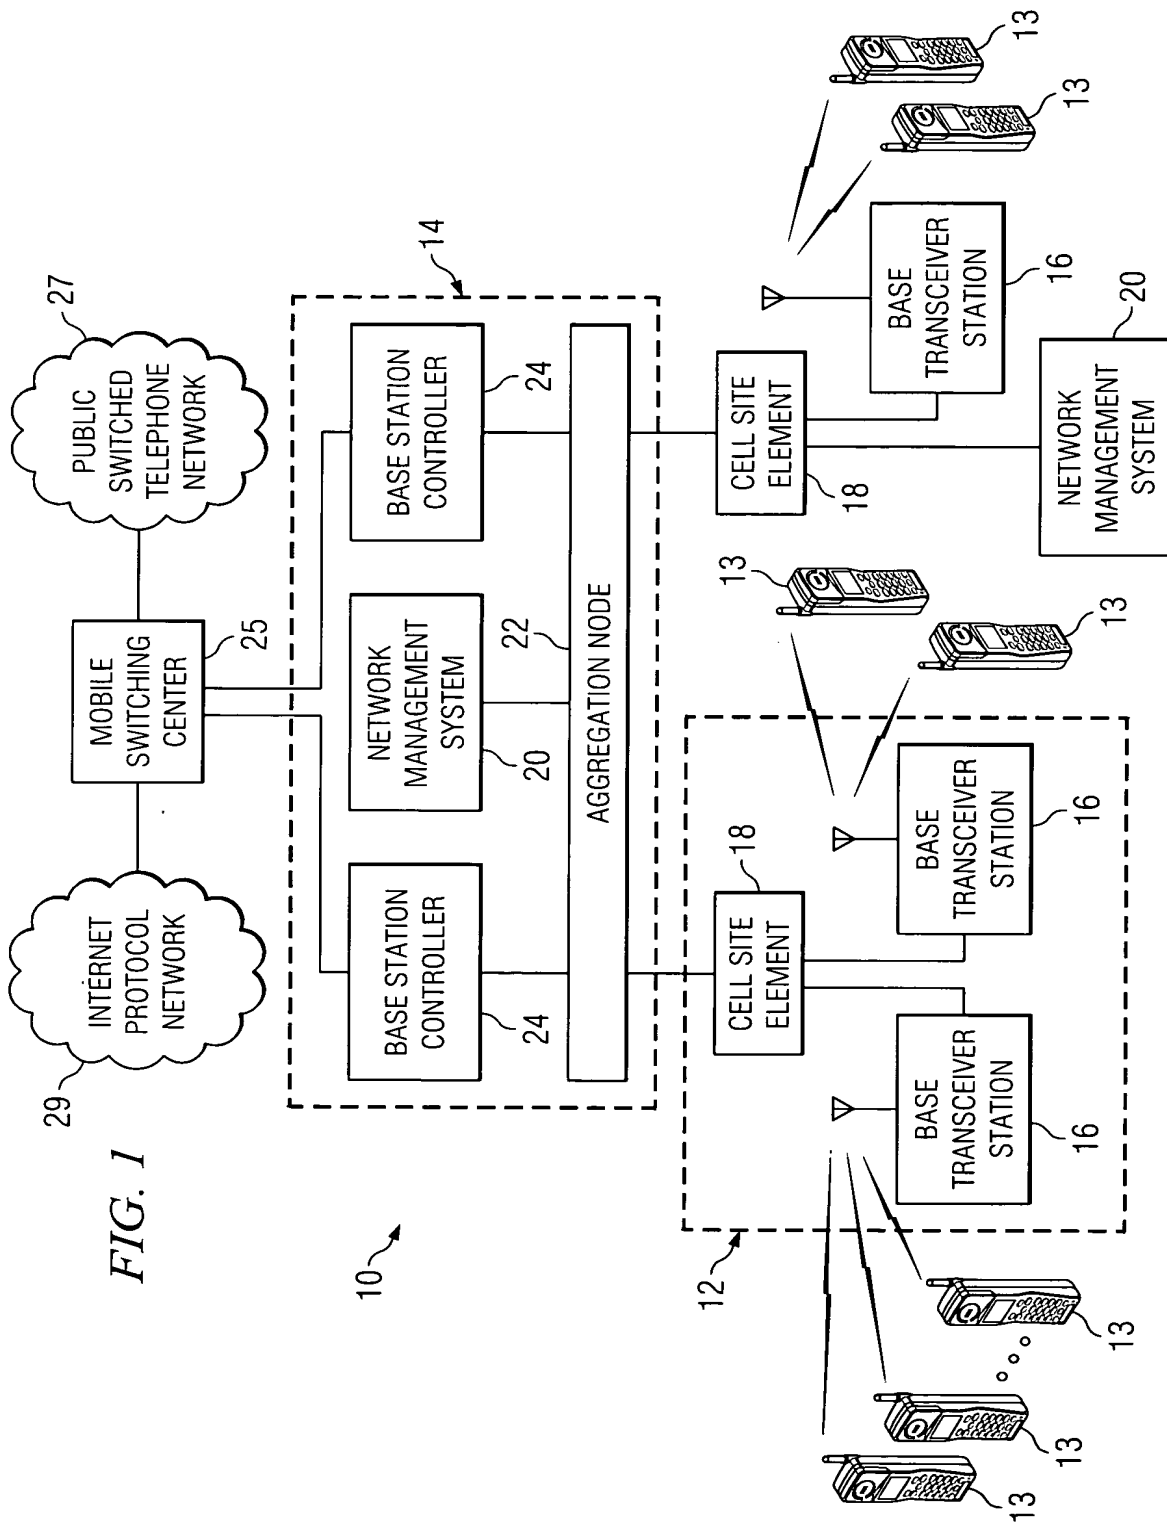 FIG. 1
29
INTERNET
PROTOCOL
NETWORK
MOBILE
SWITCHING
CENTER
25
PUBLIC
SWITCHED
TELEPHONE
NETWORK
27
10
14
BASE STATION
CONTROLLER
24
NETWORK
MANAGEMENT
SYSTEM
20
BASE STATION
CONTROLLER
24
AGGREGATION NODE
22
12
CELL SITE
ELEMENT
18
CELL SITE
ELEMENT
18
BASE
TRANSCEIVER
STATION
16
BASE
TRANSCEIVER
STATION
16
BASE
TRANSCEIVER
STATION
16
NETWORK
MANAGEMENT
SYSTEM
20
13
13
13
13
13
13
13